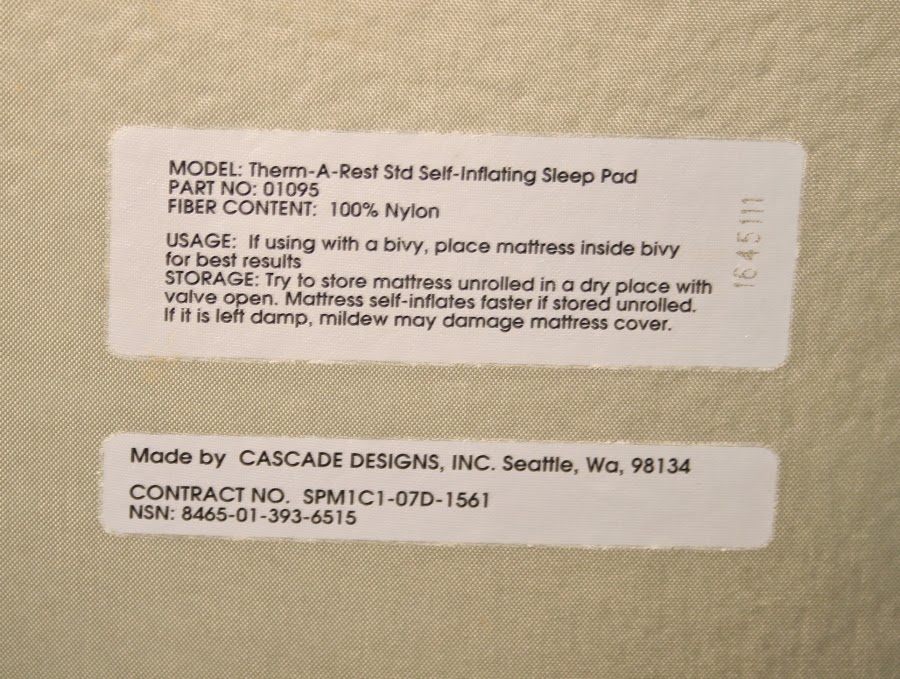 MODEL: Therm-A-Rest Std Self-Inflating Sleep Pad
PART NO: 01095
FIBER CONTENT:  100% Nylon
USAGE:  If using with a bivy, place mattress inside bivy
for best results
STORAGE: Try to store mattress unrolled in a dry place with
valve open. Mattress self-inflates faster if stored unrolled.
If it is left damp, mildew may damage mattress cover.
1645111
Made by  CASCADE DESIGNS, INC. Seattle, Wa, 98134
CONTRACT NO.  SPM1C1-07D-1561
NSN: 8465-01-393-6515